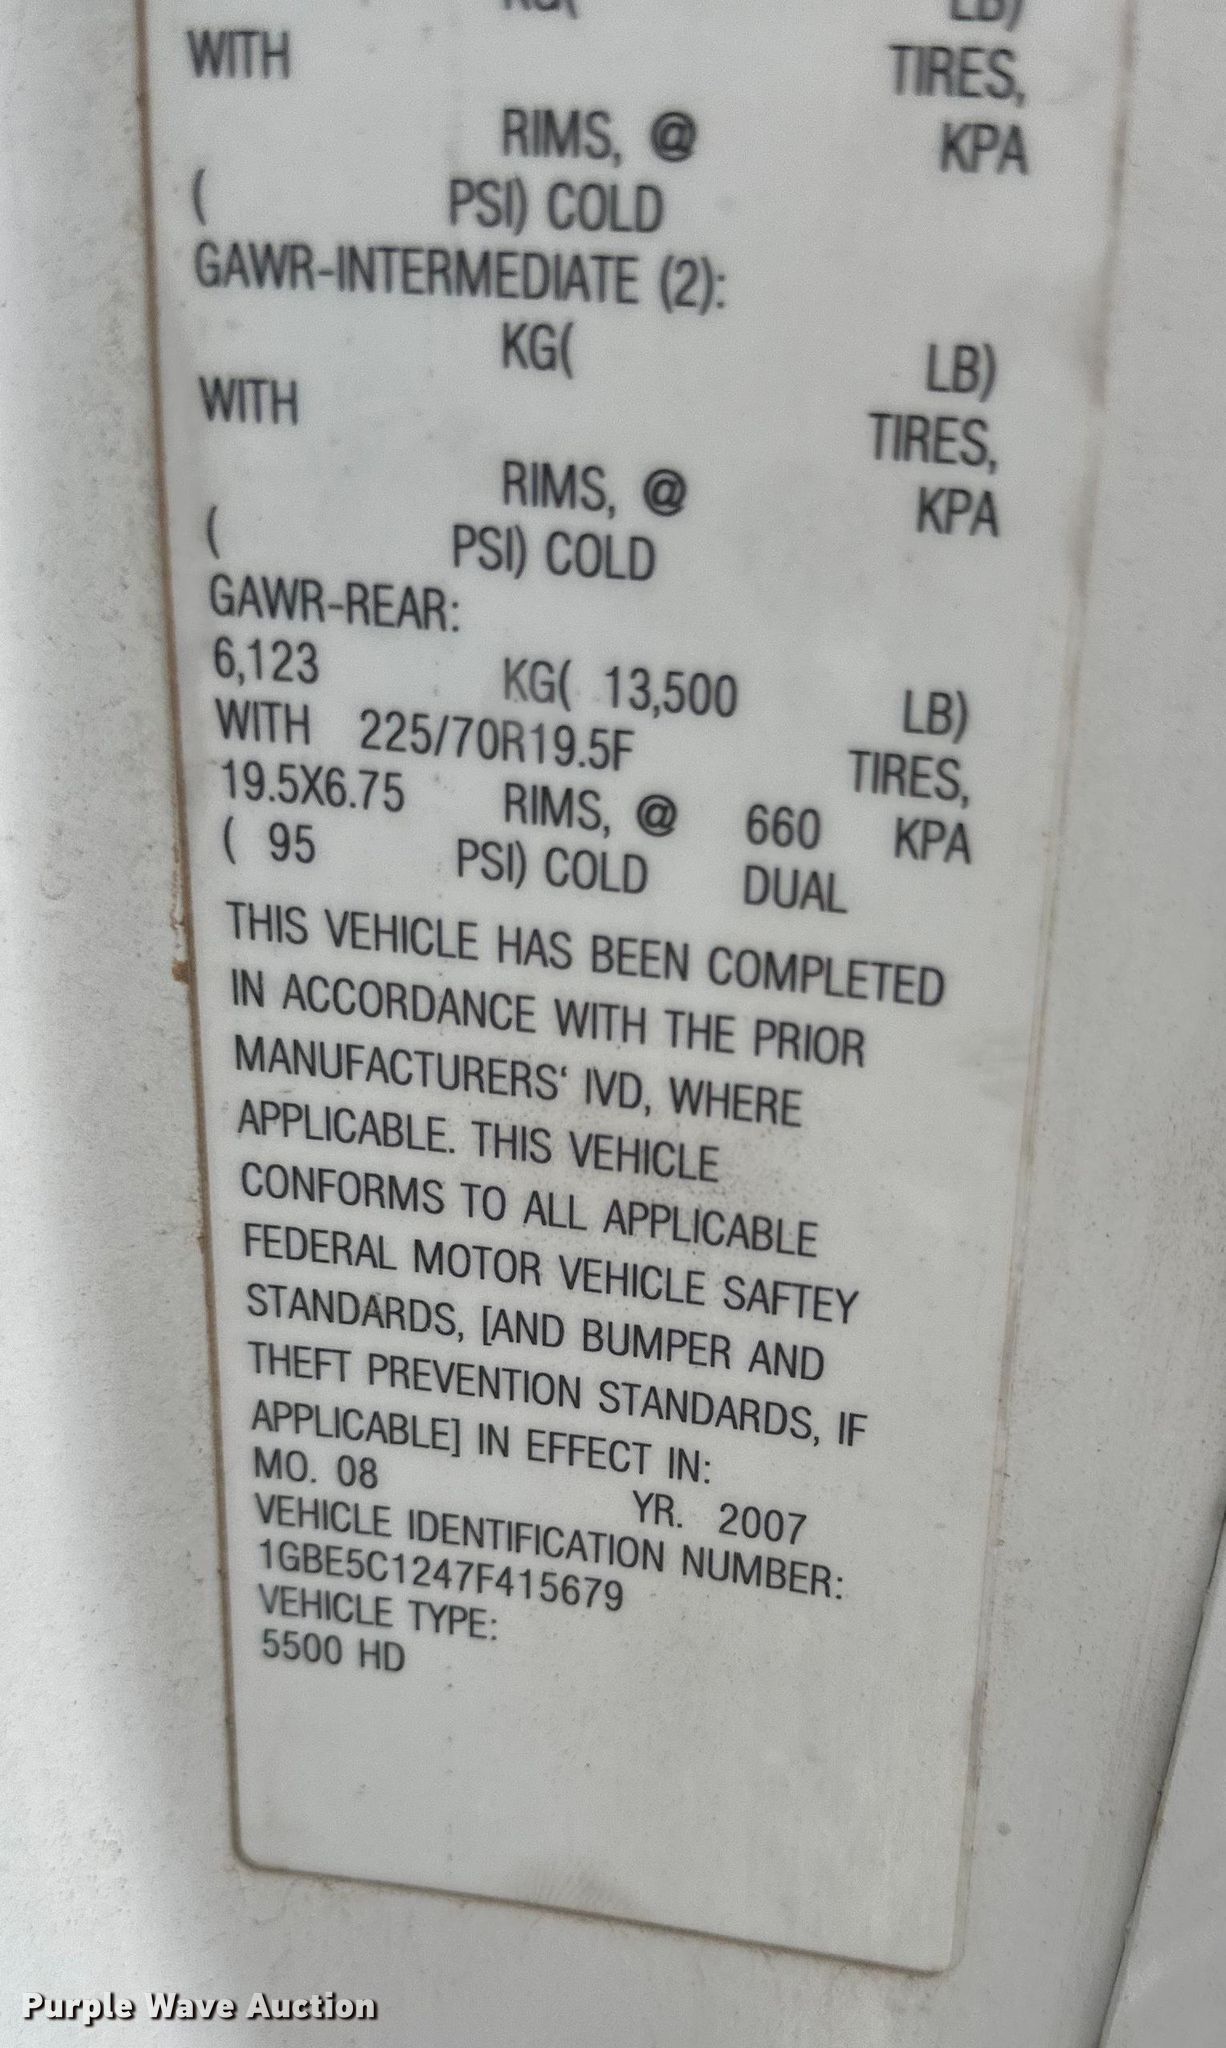 KG( LB)
WITH TIRES,
RIMS, @ KPA
( PSI) COLD
GAWR-INTERMEDIATE (2):
KG( LB)
WITH TIRES,
RIMS, @ KPA
( PSI) COLD
GAWR-REAR:
6,123 KG( 13,500 LB)
WITH 225/70R19.5F TIRES,
19.5X6.75 RIMS, @ 660 KPA
( 95 PSI) COLD DUAL
THIS VEHICLE HAS BEEN COMPLETED
IN ACCORDANCE WITH THE PRIOR
MANUFACTURERS‘ IVD, WHERE
APPLICABLE. THIS VEHICLE
CONFORMS TO ALL APPLICABLE
FEDERAL MOTOR VEHICLE SAFTEY
STANDARDS, [AND BUMPER AND
THEFT PREVENTION STANDARDS, IF
APPLICABLE] IN EFFECT IN:
MO. 08 YR. 2007
VEHICLE IDENTIFICATION NUMBER:
1GBE5C1247F415679
VEHICLE TYPE:
5500 HD
Purple Wave Auction